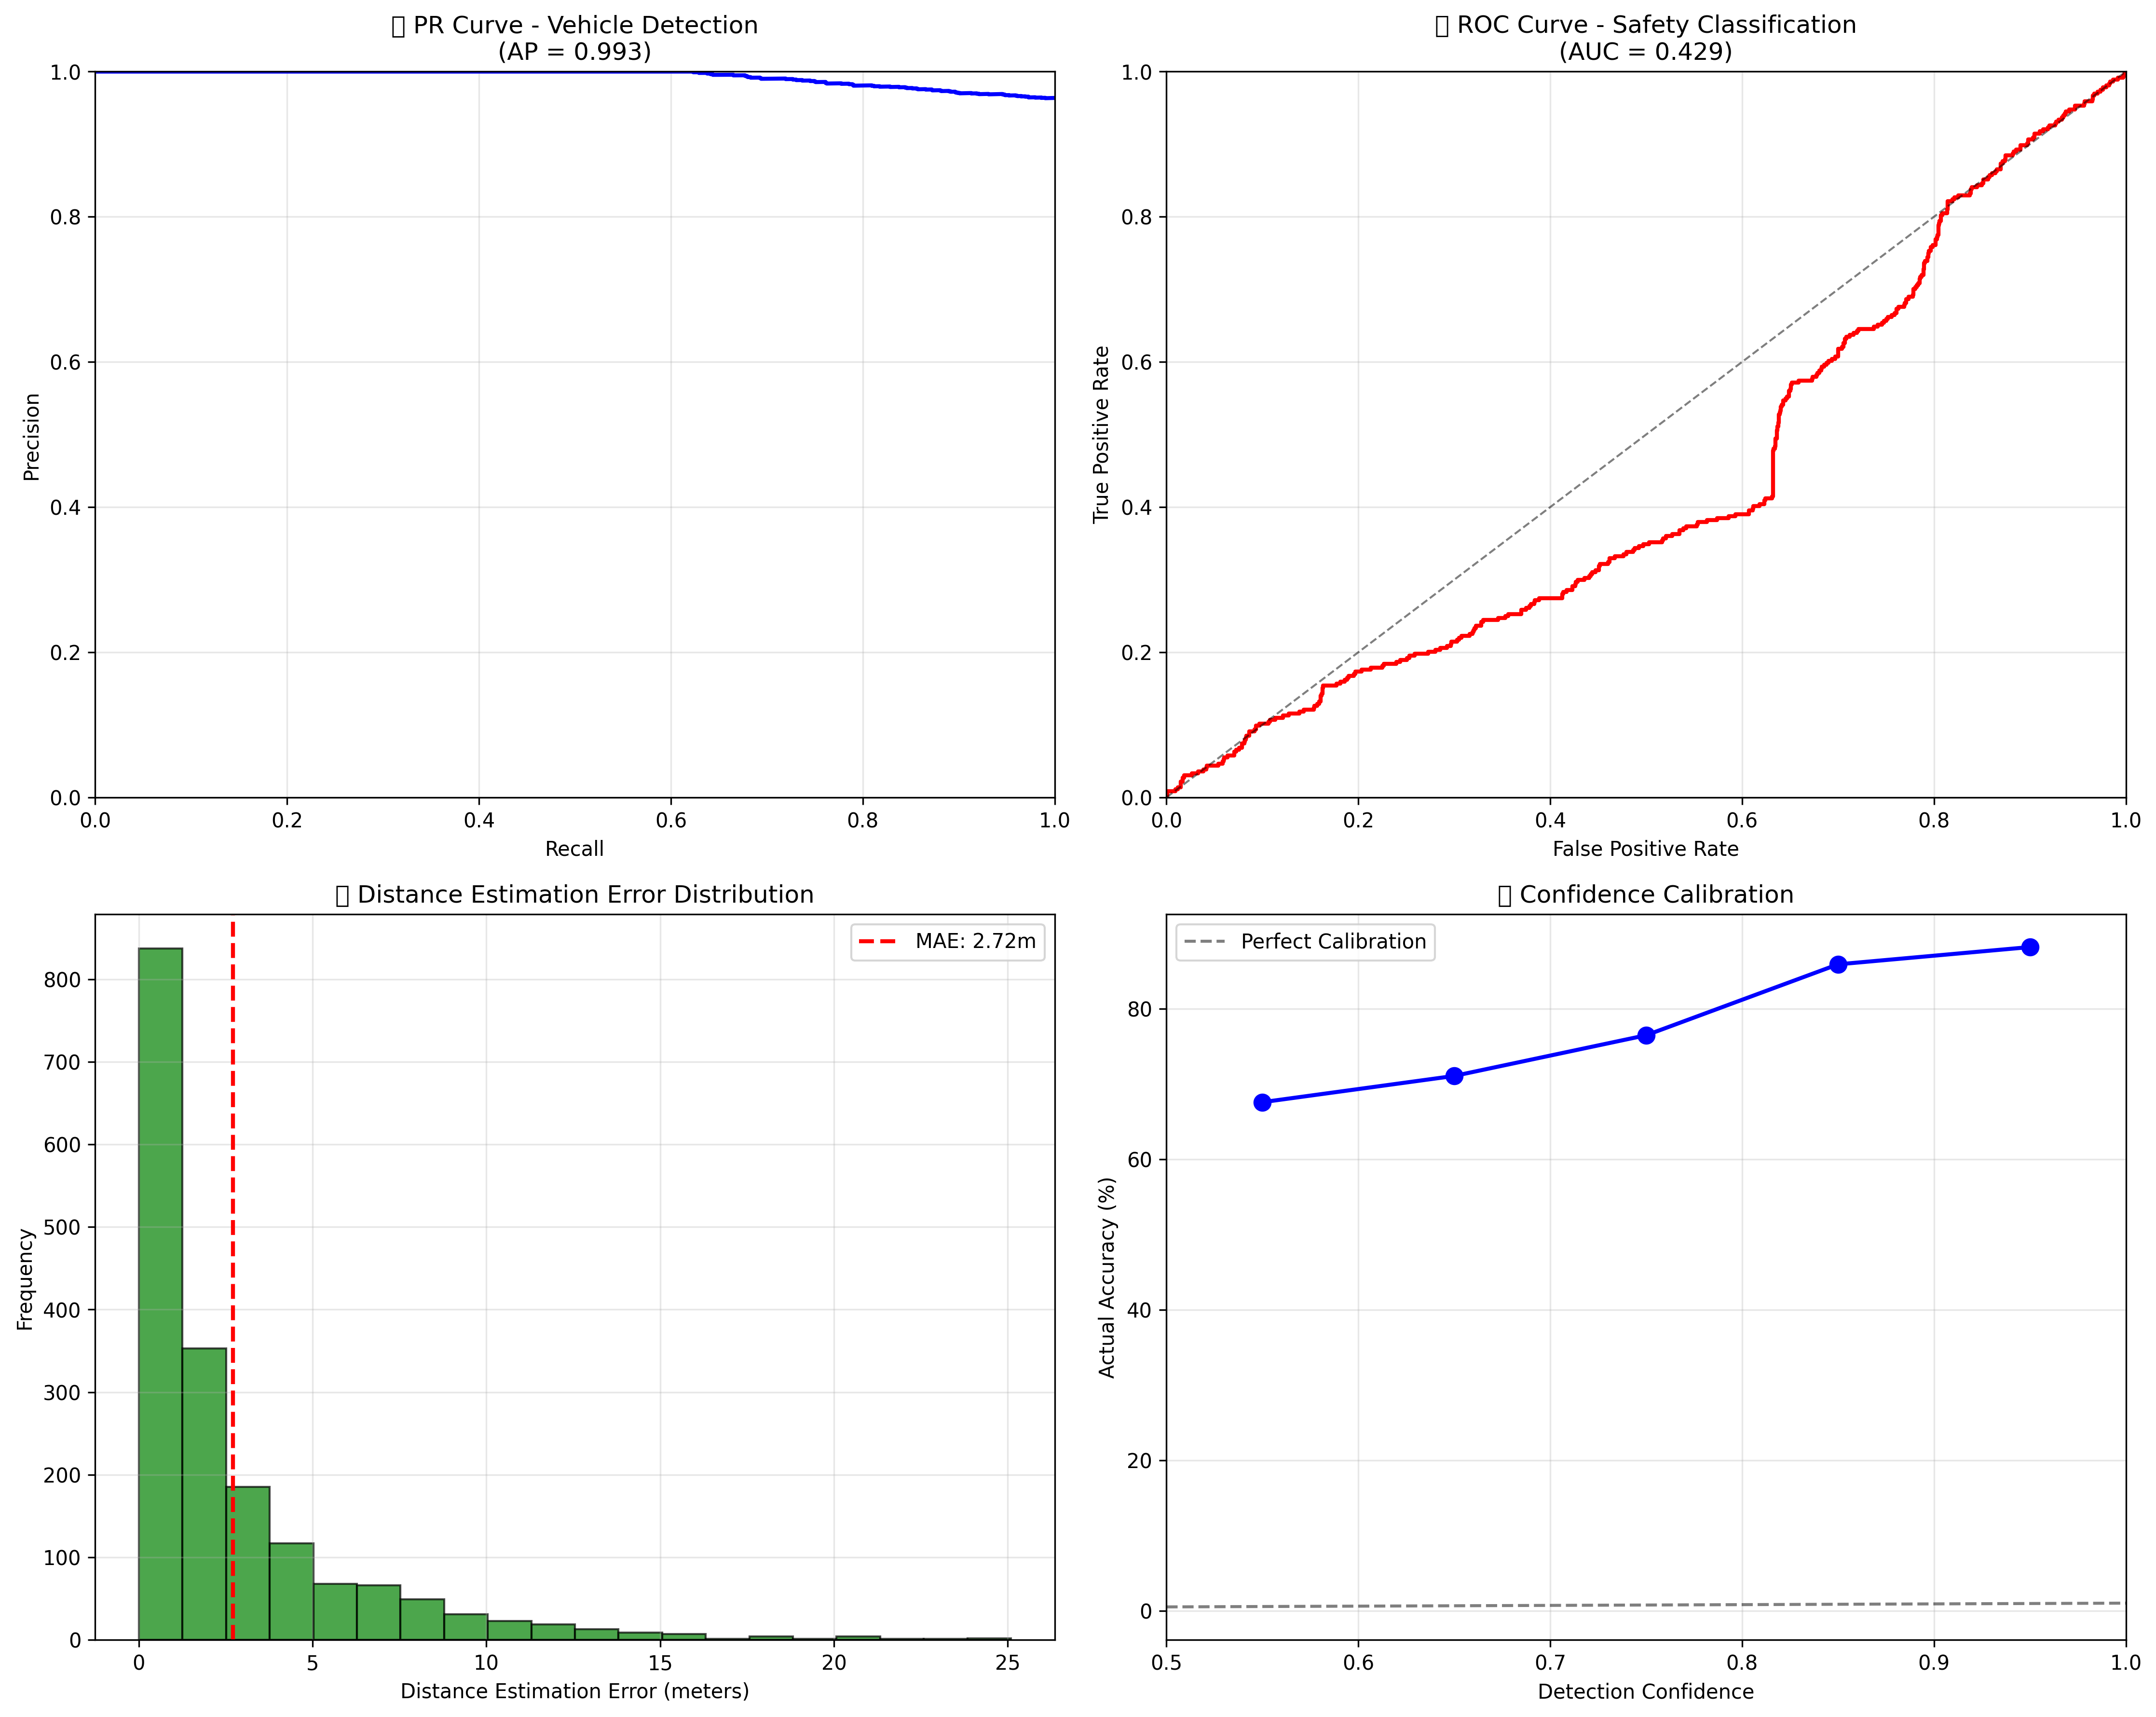 PR Curve - Vehicle Detection
(AP = 0.993)
1.0
0.8
0.6
0.4
0.2
0.0
Precision
0.0 0.2 0.4 0.6 0.8 1.0
Recall
ROC Curve - Safety Classification
(AUC = 0.429)
1.0
0.8
0.6
0.4
0.2
0.0
True Positive Rate
0.0 0.2 0.4 0.6 0.8 1.0
False Positive Rate
Distance Estimation Error Distribution
MAE: 2.72m
800
700
600
500
400
300
200
100
0
Frequency
0 5 10 15 20 25
Distance Estimation Error (meters)
Confidence Calibration
Perfect Calibration
80
60
40
20
0
Actual Accuracy (%)
0.5 0.6 0.7 0.8 0.9 1.0
Detection Confidence